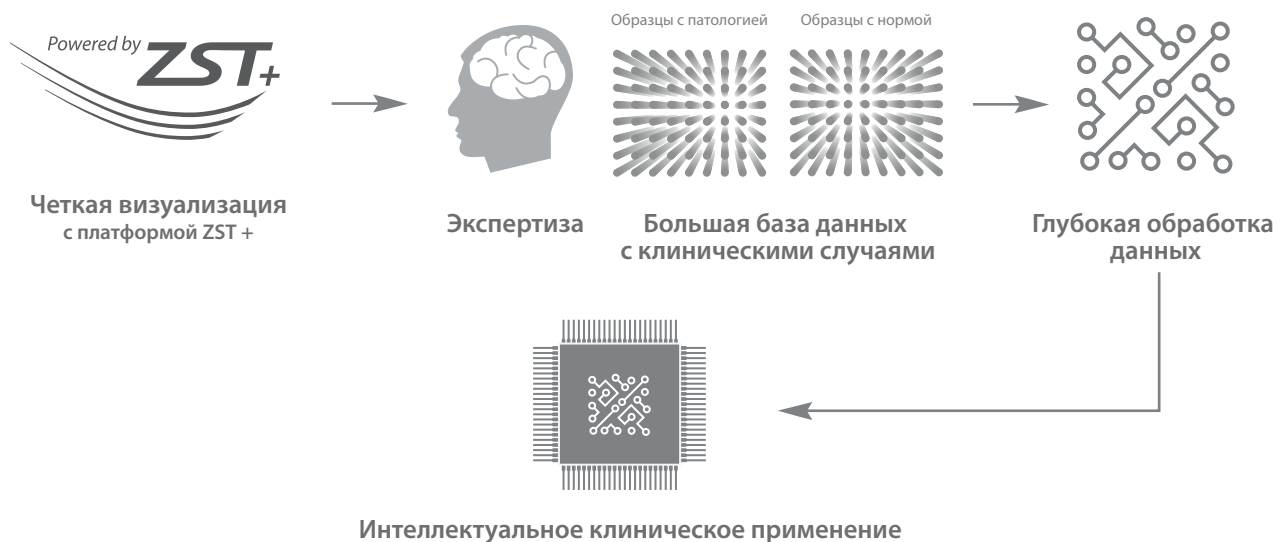 Powered by ZST+
Образцы с патологией
Образцы с нормой
Четкая визуализация
с платформой ZST +
Экспертиза
Большая база данных
с клиническими случаями
Глубокая обработка
данных
Интеллектуальное клиническое применение